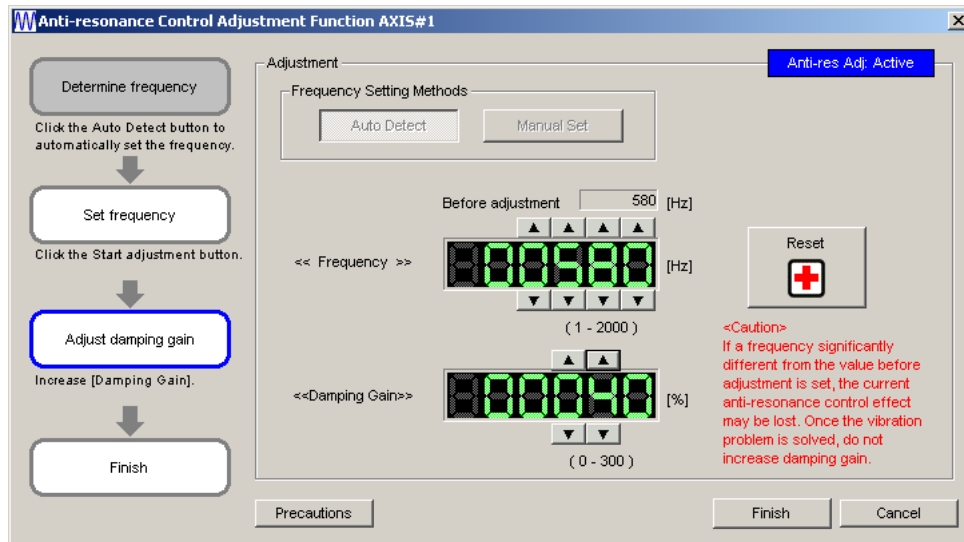 Anti-resonance Control Adjustment Function AXIS#1
Determine frequency
Click the Auto Detect button to
automatically set the frequency.
Set frequency
Click the Start adjustment button.
Adjust damping gain
Increase [Damping Gain].
Finish
Adjustment
Anti-res Adj: Active
Frequency Setting Methods
Auto Detect
Manual Set
Before adjustment 580 [Hz]
<< Frequency >> 00580 [Hz]
( 1 - 2000 )
<<Damping Gain>> 00040 [%]
( 0 - 300 )
Reset
<Caution>
If a frequency significantly
different from the value before
adjustment is set, the current
anti-resonance control effect
may be lost. Once the vibration
problem is solved, do not
increase damping gain.
Precautions
Finish
Cancel